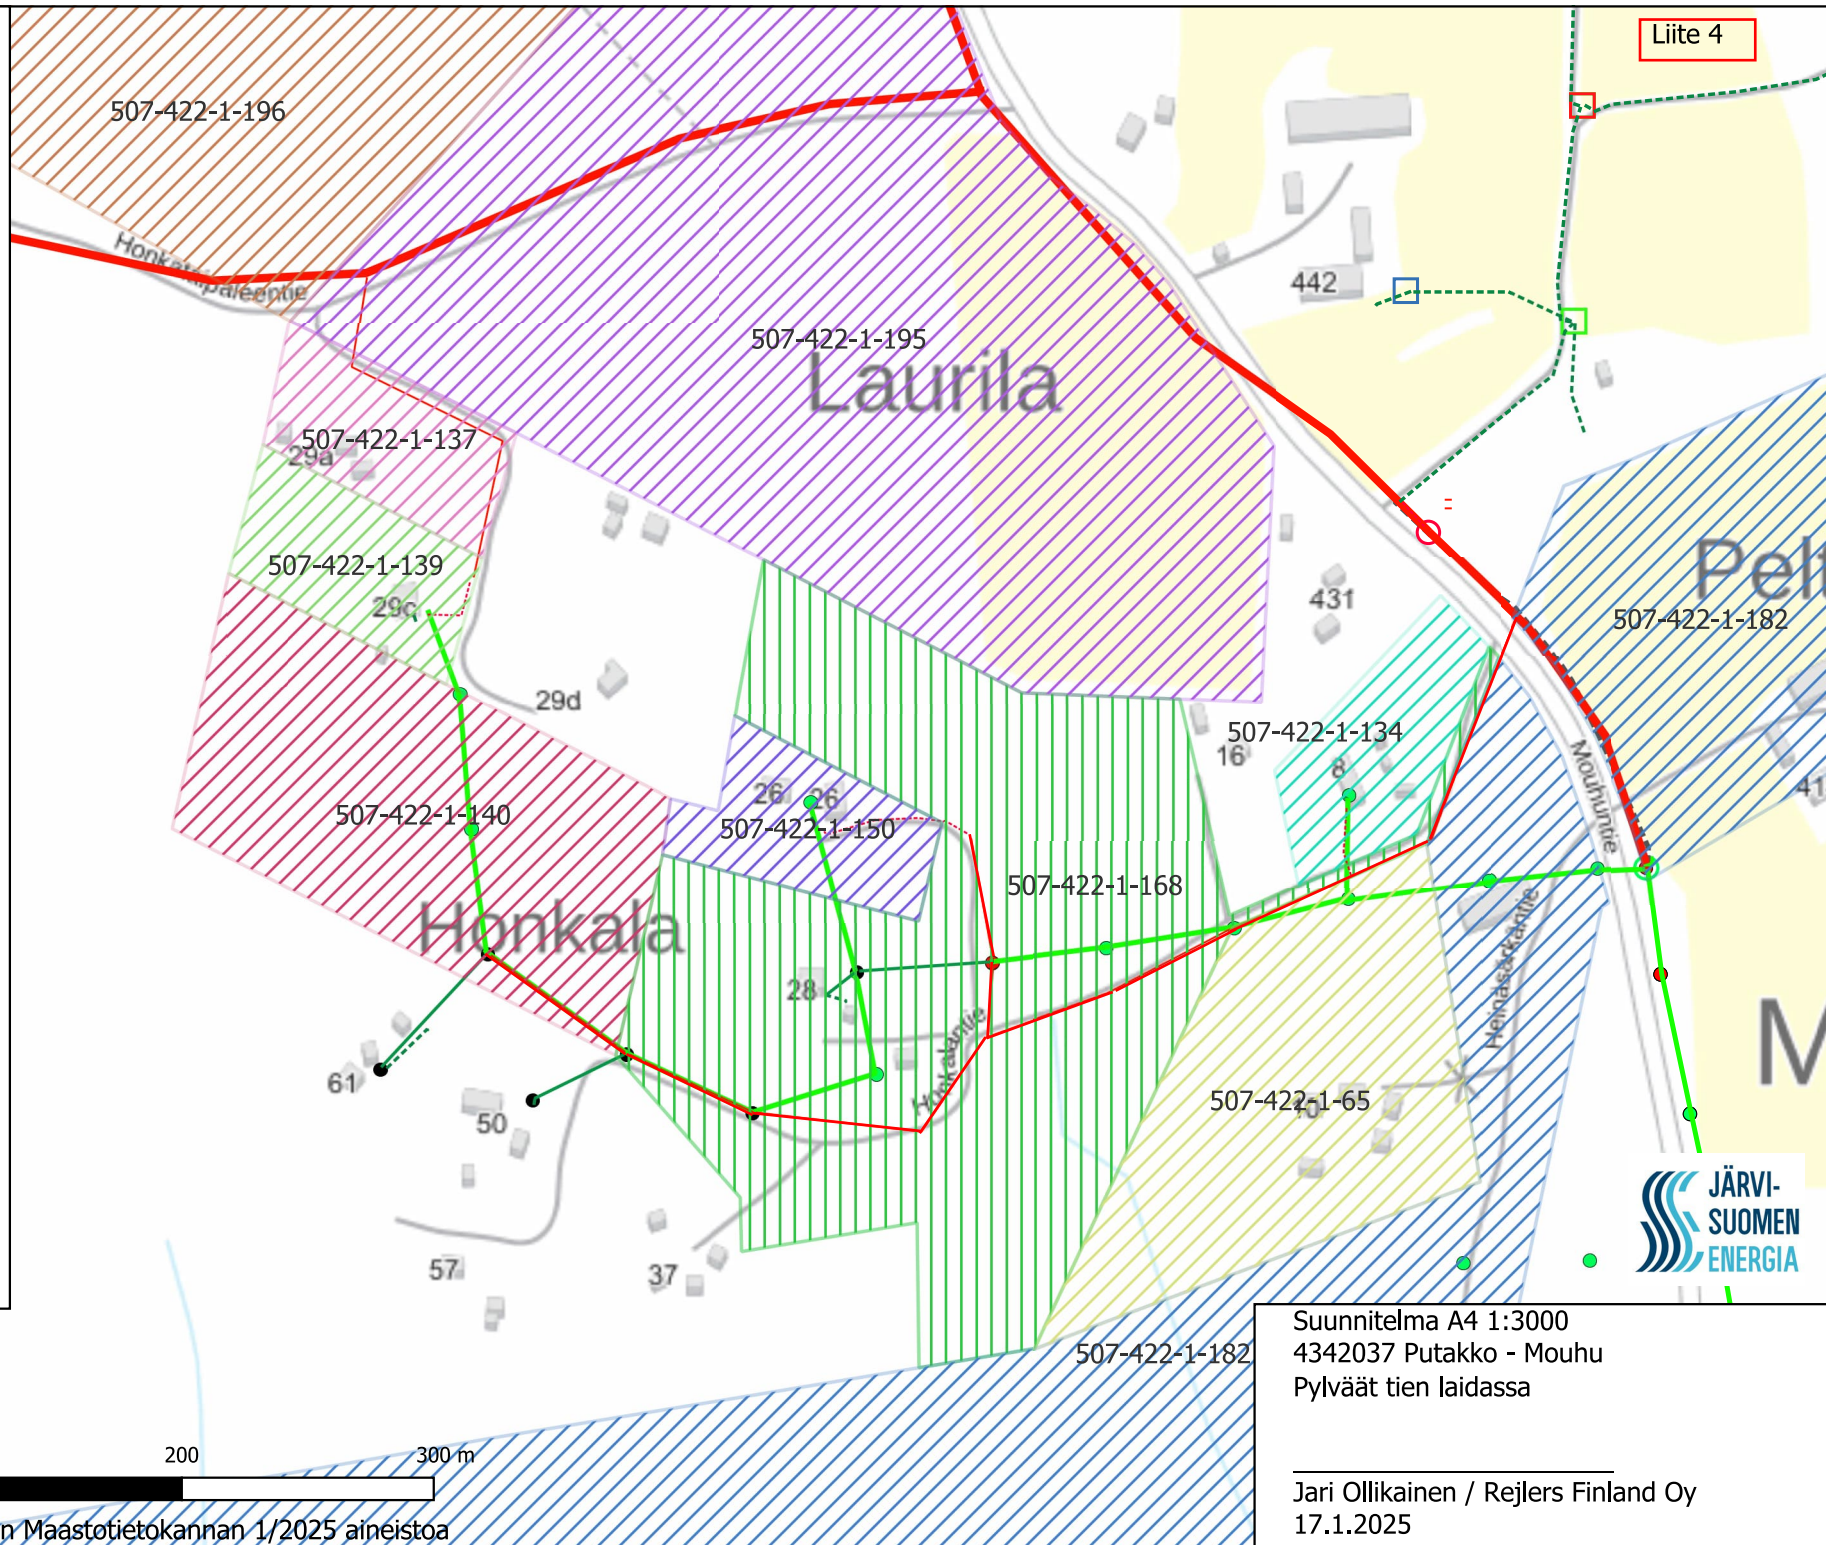 Liite 4
507-422-1-196
Honkataipaleentie
442
507-422-1-195
Laurila
507-422-1-137
29a
507-422-1-139
29c
431
507-422-1-182
29d
507-422-1-134
16
8
Mouhuntie
41
26
26
507-422-1-140
507-422-1-150
507-422-1-168
Honkala
28
Heinäsärkäntie
Honkalantie
M
61
507-422-1-65
50
JÄRVI-
SUOMEN
ENERGIA
57
37
507-422-1-182
Suunnitelma A4 1:3000
4342037 Putakko - Mouhu
Pylväät tien laidassa
200
300 m
Jari Ollikainen / Rejlers Finland Oy
17.1.2025
n Maastotietokannan 1/2025 aineistoa